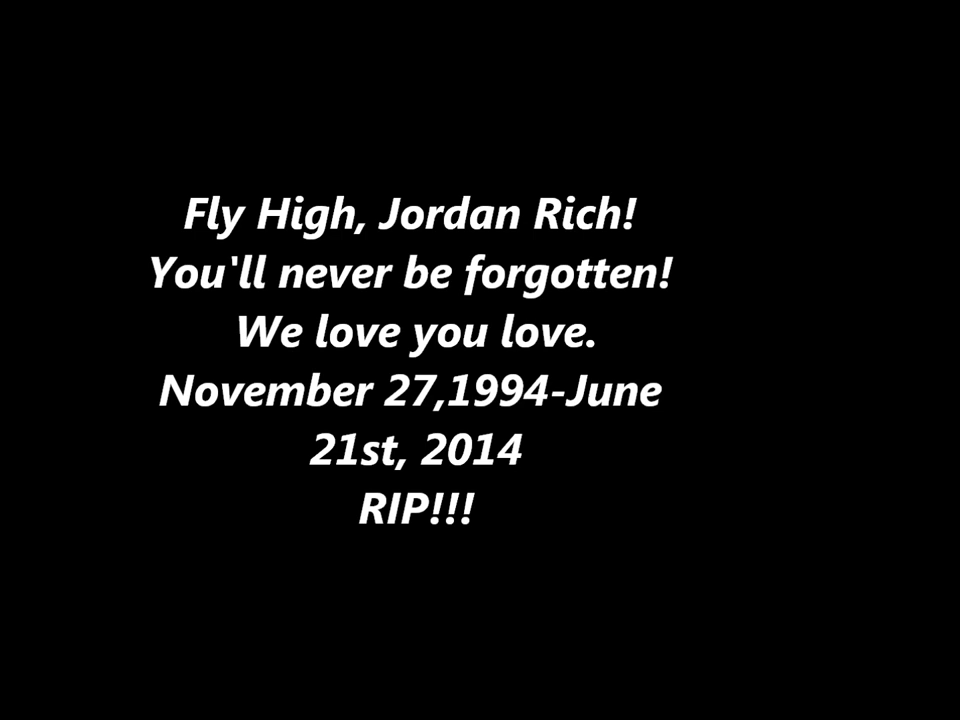 Fly High, Jordan Rich!
You'll never be forgotten!
We love you love.
November 27,1994-June
21st, 2014
RIP!!!